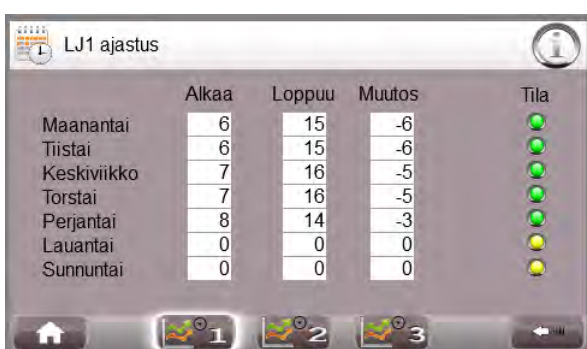 LJ1 ajastus
Alkaa Loppuu Muutos Tila
Maanantai 6 15 -6
Tiistai 6 15 -6
Keskiviikko 7 16 -5
Torstai 7 16 -5
Perjantai 8 14 -3
Lauantai 0 0 0
Sunnuntai 0 0 0
1 2 3